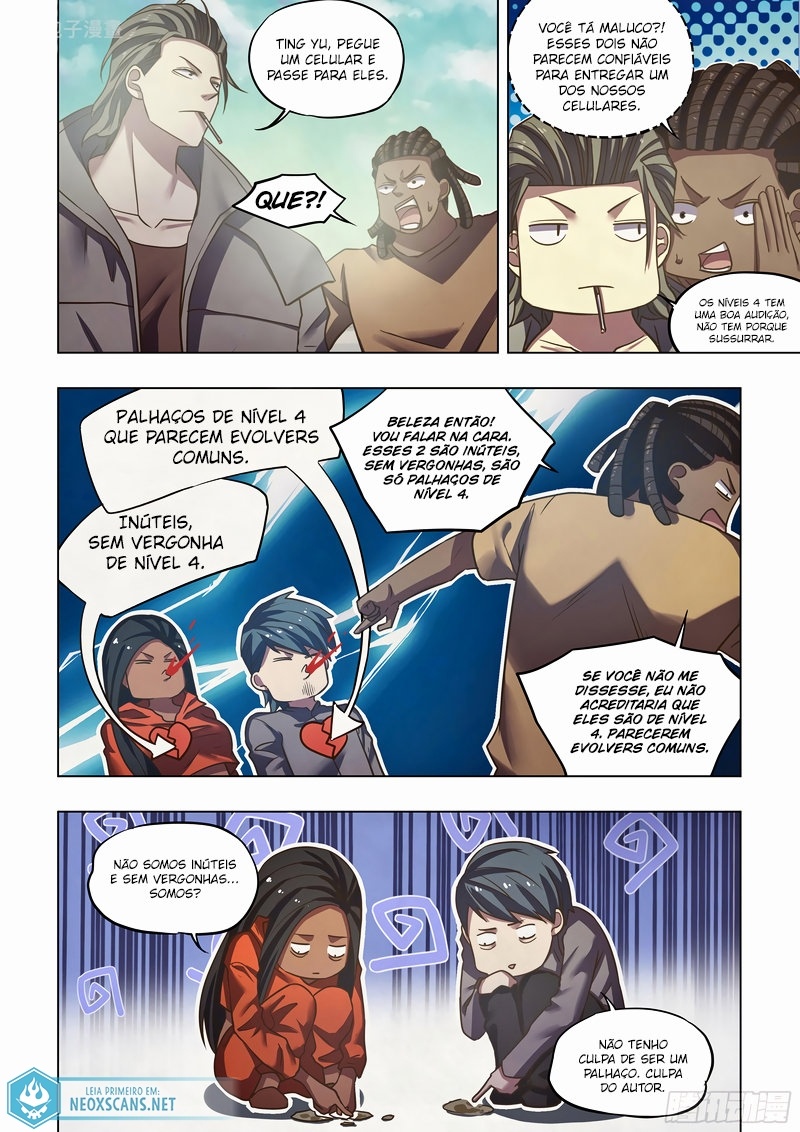 TING YU, PEGUE
UM CELULAR E
PASSE PARA ELES.
QUE?!
VOCÊ TÁ MALUCO?!
ESSES DOIS NÃO
PARECEM CONFIÁVEIS
PARA ENTREGAR UM
DOS NOSSOS
CELULARES.
OS NÍVEIS 4 TEM
UMA BOA AUDIÇÃO,
NÃO TEM PORQUE
SUSSURRAR.
PALHAÇOS DE NÍVEL 4
QUE PARECEM EVOLVERS
COMUNS.
BELEZA ENTÃO!
VOU FALAR NA CARA.
ESSES 2 SÃO INÚTEIS,
SEM VERGONHAS, SÃO
SÓ PALHAÇOS DE
NÍVEL 4.
INÚTEIS,
SEM VERGONHA
DE NÍVEL 4.
SE VOCÊ NÃO ME
DISSESSE, EU NÃO
ACREDITARIA QUE
ELES SÃO DE NÍVEL
4. PARECEREM
EVOLVERS COMUNS.
NÃO SOMOS INÚTEIS
E SEM VERGONHAS...
SOMOS?
NÃO TENHO
CULPA DE SER UM
PALHAÇO. CULPA
DO AUTOR.
LEIA PRIMEIRO EM:
NEOXSCANS.NET
腾讯动漫